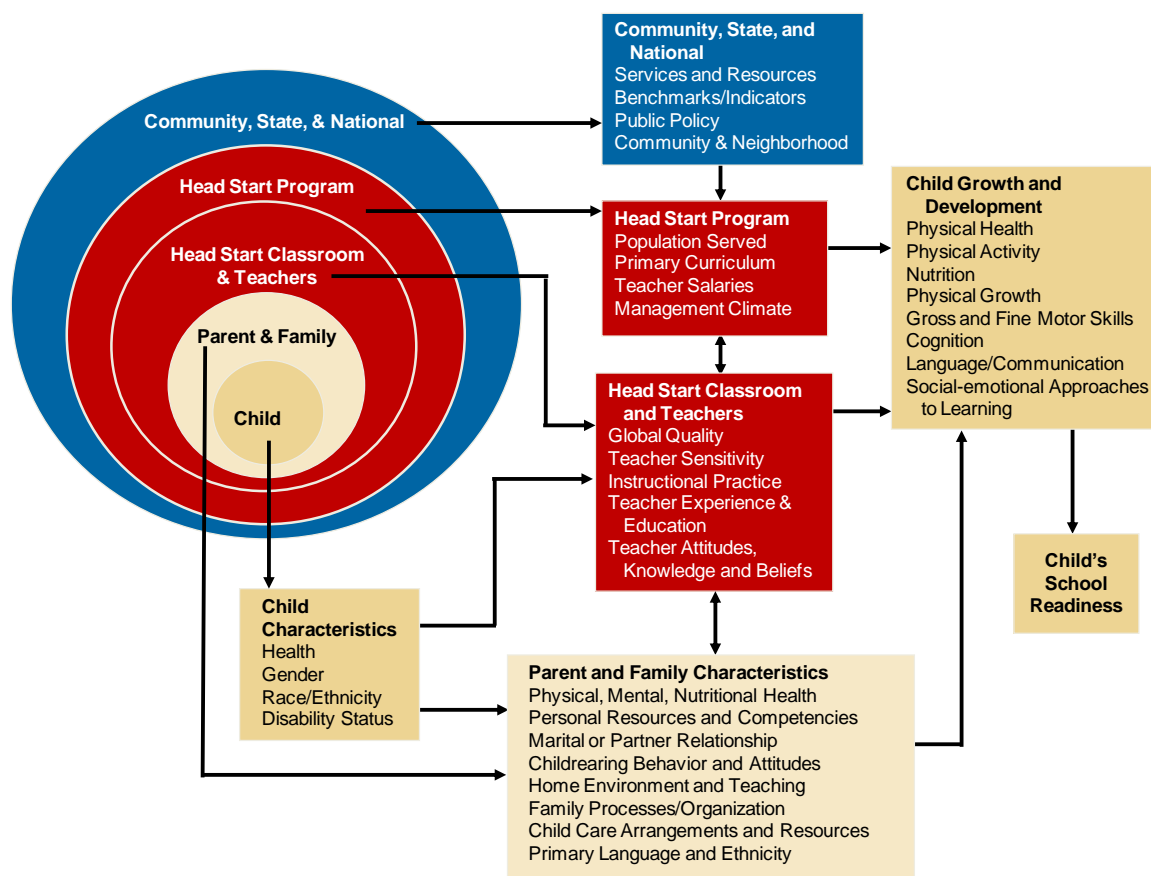 Community, State, & National
Head Start Program
Head Start Classroom
& Teachers
Parent & Family
Child
Community, State, and
National
Services and Resources
Benchmarks/Indicators
Public Policy
Community & Neighborhood
Head Start Program
Population Served
Primary Curriculum
Teacher Salaries
Management Climate
Head Start Classroom
and Teachers
Global Quality
Teacher Sensitivity
Instructional Practice
Teacher Experience &
Education
Teacher Attitudes,
Knowledge and Beliefs
Child Growth and
Development
Physical Health
Physical Activity
Nutrition
Physical Growth
Gross and Fine Motor Skills
Cognition
Language/Communication
Social-emotional Approaches
to Learning
Child's
School
Readiness
Child
Characteristics
Health
Gender
Race/Ethnicity
Disability Status
Parent and Family Characteristics
Physical, Mental, Nutritional Health
Personal Resources and Competencies
Marital or Partner Relationship
Childrearing Behavior and Attitudes
Home Environment and Teaching
Family Processes/Organization
Child Care Arrangements and Resources
Primary Language and Ethnicity